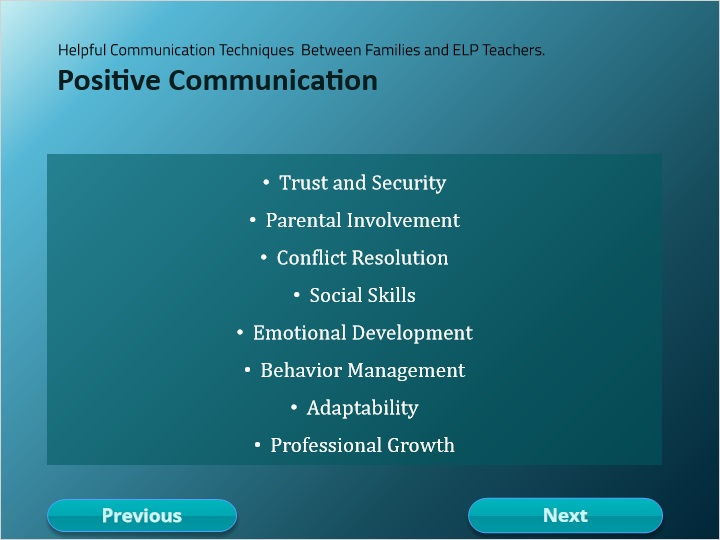 Helpful Communication Techniques  Between Families and ELP Teachers.
Positive Communication
• Trust and Security
• Parental Involvement
• Conflict Resolution
• Social Skills
• Emotional Development
• Behavior Management
• Adaptability
• Professional Growth
Previous
Next